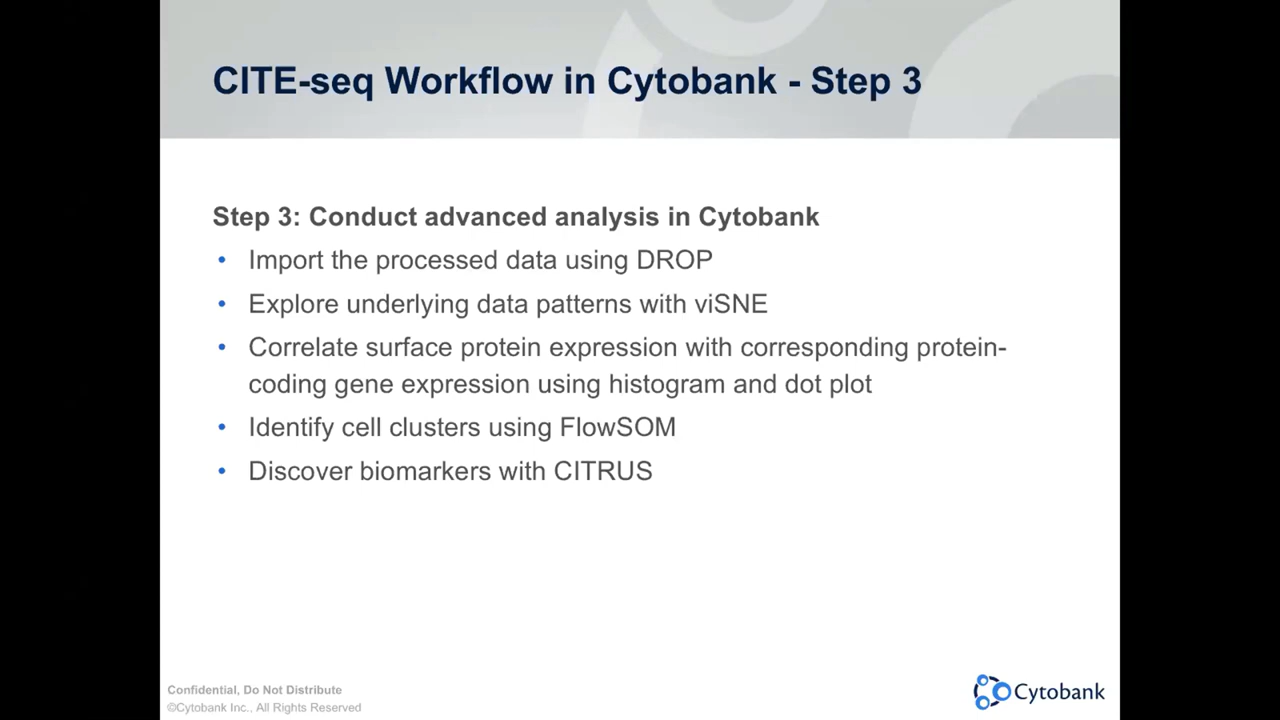 CITE-seq Workflow in Cytobank - Step 3
Step 3: Conduct advanced analysis in Cytobank
• Import the processed data using DROP
• Explore underlying data patterns with viSNE
• Correlate surface protein expression with corresponding protein-
coding gene expression using histogram and dot plot
• Identify cell clusters using FlowSOM
• Discover biomarkers with CITRUS
Confidential, Do Not Distribute
©Cytobank Inc., All Rights Reserved
Cytobank